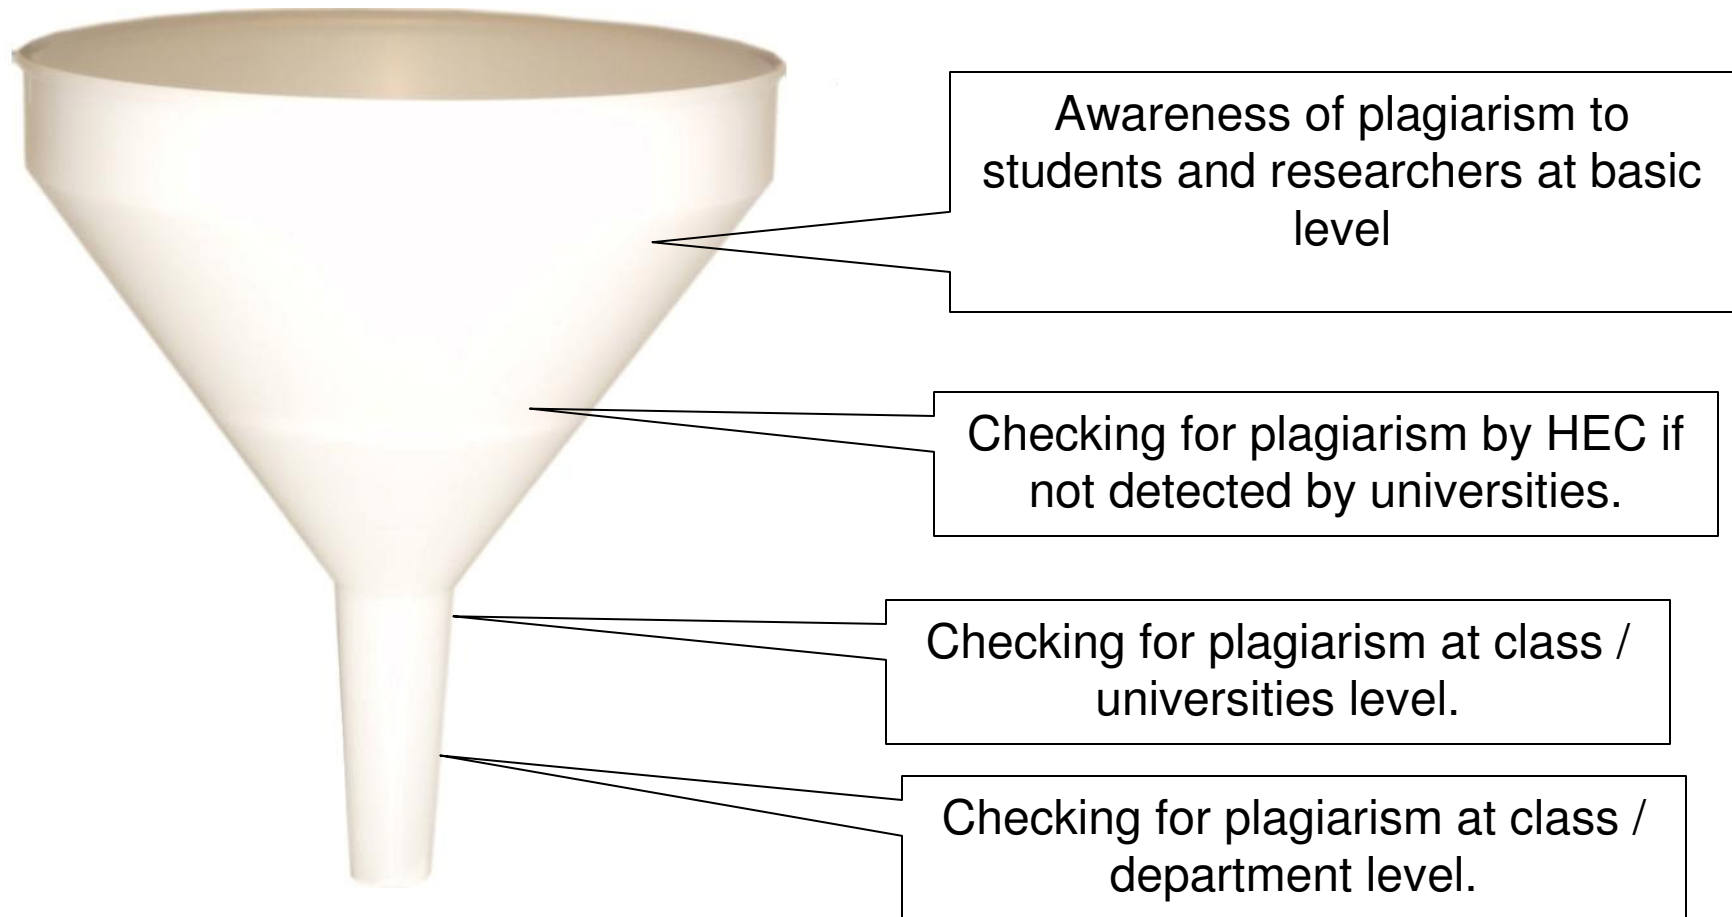 Awareness of plagiarism to
students and researchers at basic
level
Checking for plagiarism by HEC if
not detected by universities.
Checking for plagiarism at class /
universities level.
Checking for plagiarism at class /
department level.